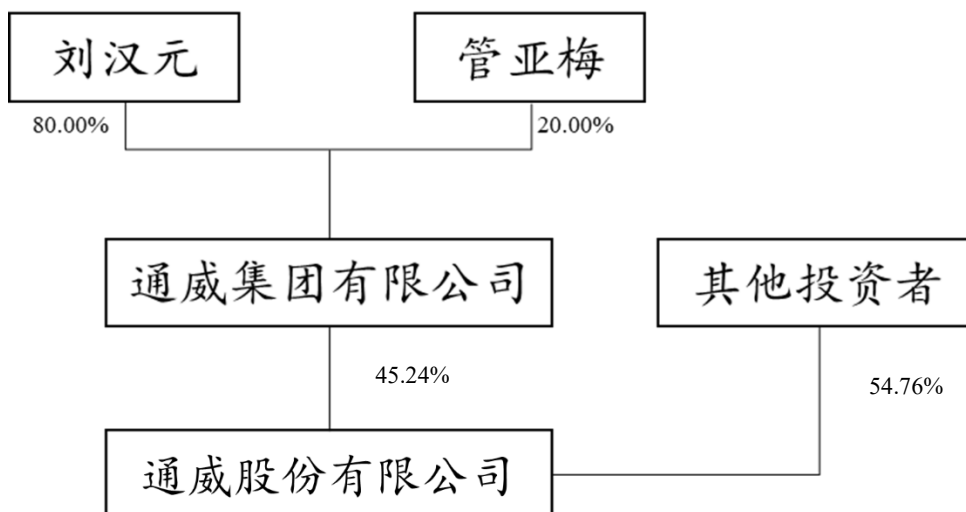 刘汉元
管亚梅
80.00%
20.00%
通威集团有限公司
其他投资者
45.24%
54.76%
通威股份有限公司